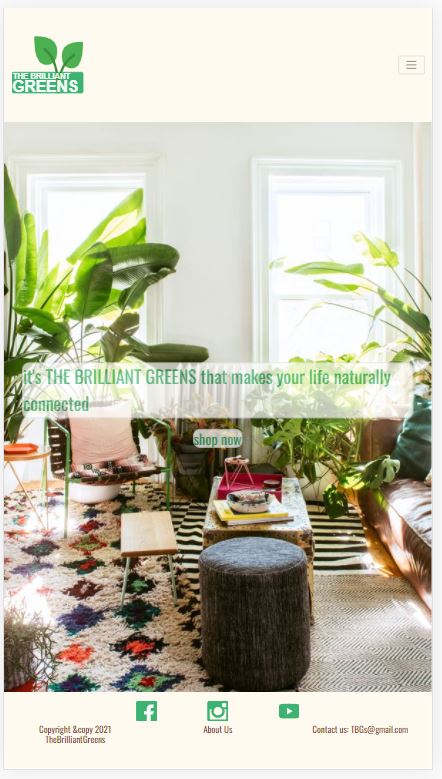 THE BRILLIANT
GREENS
it's THE BRILLIANT GREENS that makes your life naturally
connected
shop now
Copyright &copy 2021
TheBrilliantGreens
About Us
Contact us: TBGs@gmail.com